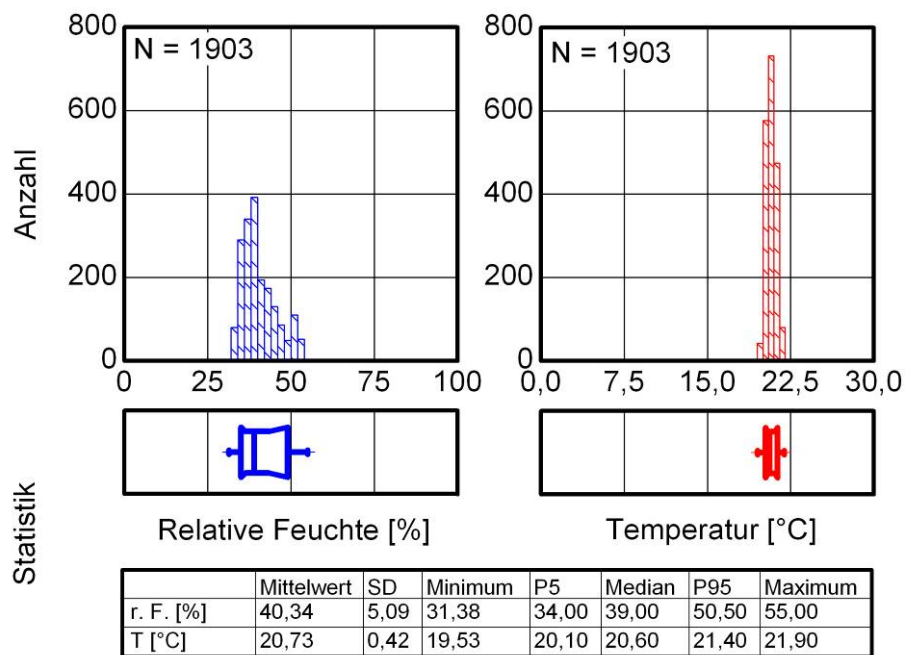 800
600
400
200
0
Anzahl
N = 1903
0 25 50 75 100
800
600
400
200
0
N = 1903
0,0 7,5 15,0 22,5 30,0
Statistik
Relative Feuchte [%]
Temperatur [°C]
Mittelwert SD Minimum P5 Median P95 Maximum
r. F. [%] 40,34 5,09 31,38 34,00 39,00 50,50 55,00
T [°C] 20,73 0,42 19,53 20,10 20,60 21,40 21,90